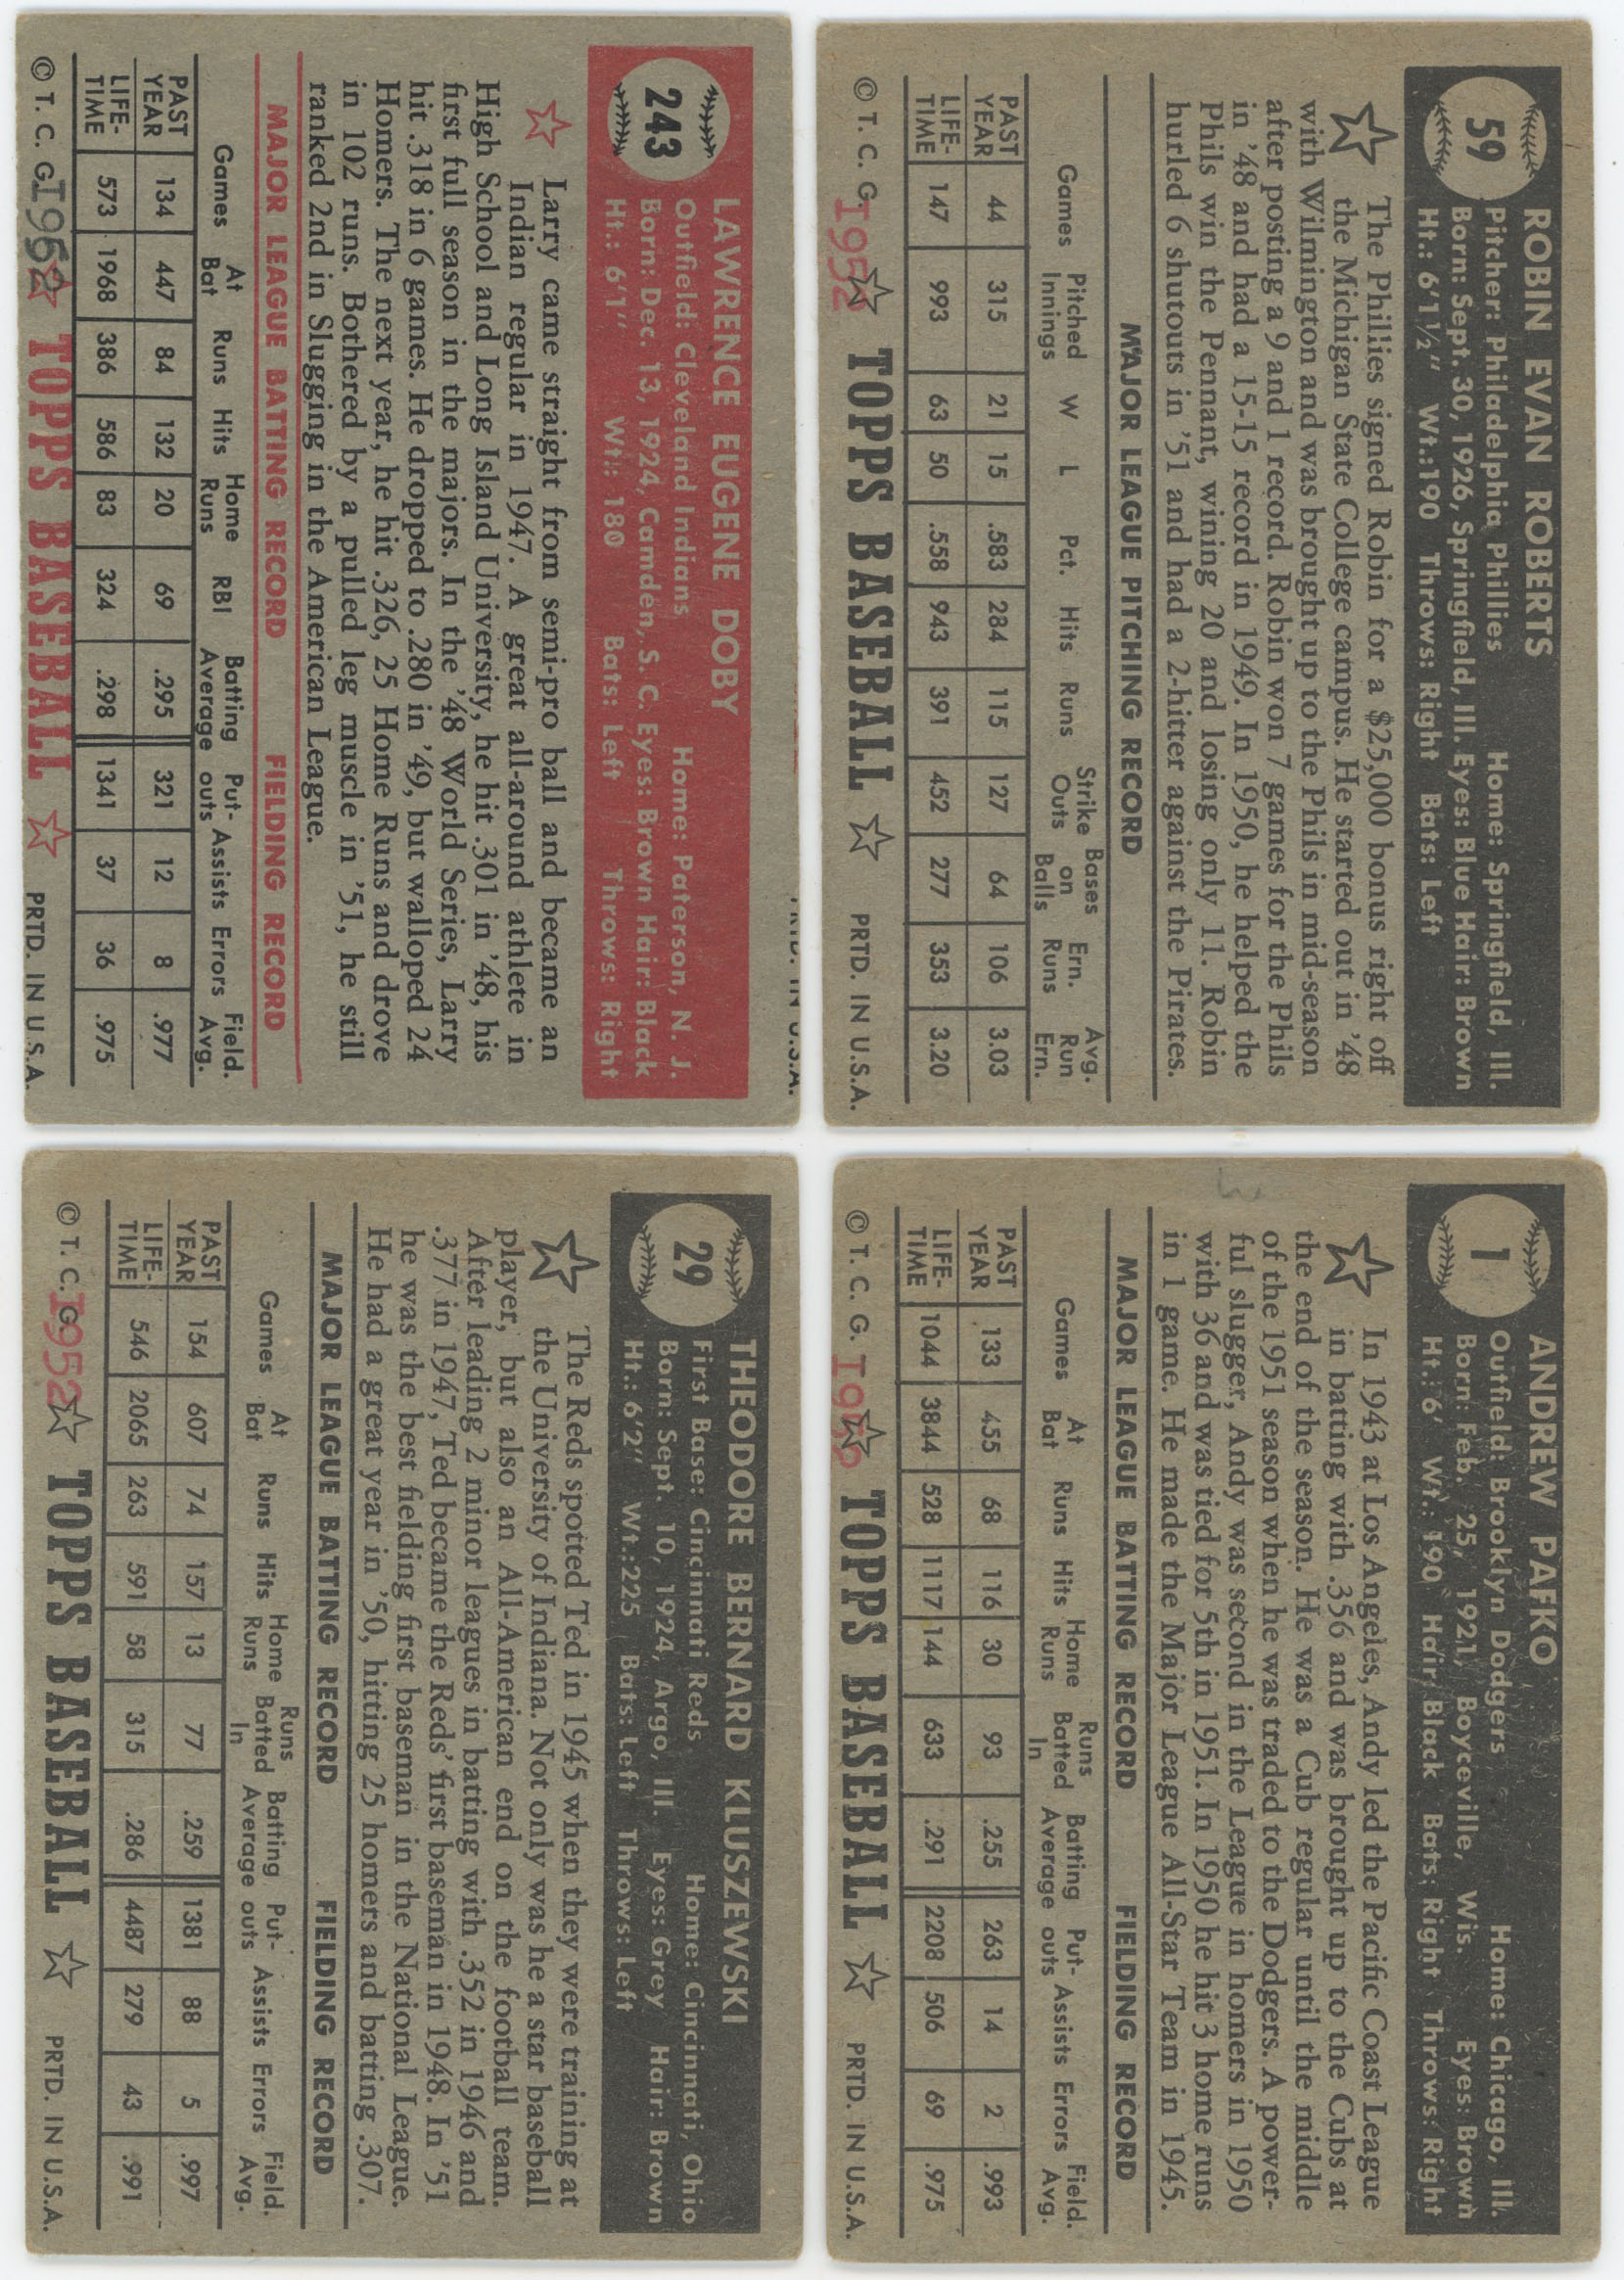 243
LAWRENCE EUGENE DOBY
Outfield: Cleveland Indians Home: Paterson, N. J.
Born: Dec. 13, 1924, Camden, S. C. Eyes: Brown Hair: Black
Ht.: 6'1" Wt.: 180 Bats: Left Throws: Right
Larry came straight from semi-pro ball and became an
Indian regular in 1947. A great all-around athlete in
High School and Long Island University, he hit .301 in '48, his
first full season in the majors. In the '48 World Series, Larry
hit .318 in 6 games. He dropped to .280 in '49, but walloped 24
Homers. The next year, he hit .326, 25 Home Runs and drove
in 102 runs. Bothered by a pulled leg muscle in '51, he still
ranked 2nd in Slugging in the American League.
MAJOR LEAGUE BATTING RECORD FIELDING RECORD
Games At Bat Runs Hits Home Runs RBI Batting Average Put-outs Assists Errors Field. Avg.
PAST YEAR 134 447 84 132 20 69 .295 321 12 8 .977
LIFE-TIME 573 1968 386 586 83 324 .298 1341 37 36 .975
© T. C. G. 1952 TOPPS BASEBALL PRTD. IN U.S.A.
59
ROBIN EVAN ROBERTS
Pitcher: Philadelphia Phillies Home: Springfield, Ill.
Born: Sept. 30, 1926, Springfield, Ill. Eyes: Blue Hair: Brown
Ht.: 6'1½" Wt.:190 Throws: Right Bats: Left
The Phillies signed Robin for a $25,000 bonus right off
the Michigan State College campus. He started out in '48
with Wilmington and was brought up to the Phils in mid-season
after posting a 9 and 1 record. Robin won 7 games for the Phils
in '48 and had a 15-15 record in 1949. In 1950, he helped the
Phils win the Pennant, wining 20 and losing only 11. Robin
hurled 6 shutouts in '51 and had a 2-hitter against the Pirates.
MAJOR LEAGUE PITCHING RECORD
Games Pitched Innings W L Pct. Hits Runs Strike Outs Bases on Balls Ern. Runs Avg. Run Ern.
PAST YEAR 44 315 21 15 .583 284 115 127 64 106 3.03
LIFE-TIME 147 993 63 50 .558 943 391 452 277 353 3.20
© T. C. G. 1952 TOPPS BASEBALL PRTD. IN U.S.A.
29
THEODORE BERNARD KLUSZEWSKI
First Base: Cincinnati Reds Home: Cincinnati, Ohio
Born: Sept. 10, 1924, Argo, Ill. Eyes: Grey Hair: Brown
Ht.: 6'2" Wt.:225 Bats: Left Throws: Left
The Reds spotted Ted in 1945 when they were training at
the University of Indiana. Not only was he a star baseball
player, but also an All-American end on the football team.
After leading 2 minor leagues in batting with .352 in 1946 and
.377 in 1947, Ted became the Reds' first baseman in 1948. In '51
he was the best fielding first baseman in the National League.
He had a great year in '50, hitting 25 homers and batting .307.
MAJOR LEAGUE BATTING RECORD FIELDING RECORD
Games At Bat Runs Hits Home Runs Runs Batted In Batting Average Put-outs Assists Errors Field. Avg.
PAST YEAR 154 607 74 157 13 77 .259 1381 88 5 .997
LIFE-TIME 546 2065 263 591 58 315 .286 4487 279 43 .991
© T. C. G. 1952 TOPPS BASEBALL PRTD. IN U.S.A.
1
ANDREW PAFKO
Outfield: Brooklyn Dodgers Home: Chicago, Ill.
Born: Feb. 25, 1921, Boyceville, Wis. Eyes: Brown
Ht.: 6' Wt.: 190 Hair: Black Bats: Right Throws: Right
In 1943 at Los Angeles, Andy led the Pacific Coast League
in batting with .356 and was brought up to the Cubs at
the end of the season. He was a Cub regular until the middle
of the 1951 season when he was traded to the Dodgers. A power-
ful slugger, Andy was second in the League in homers in 1950
with 36 and was tied for 5th in 1951. In 1950 he hit 3 home runs
in 1 game. He made the Major League All-Star Team in 1945.
MAJOR LEAGUE BATTING RECORD FIELDING RECORD
Games At Bat Runs Hits Home Runs Runs Batted In Batting Average Put-outs Assists Errors Field. Avg.
PAST YEAR 133 455 68 116 30 93 .255 263 14 2 .993
LIFE-TIME 1044 3844 528 1117 144 633 .291 2208 506 69 .975
© T. C. G. TOPPS BASEBALL PRTD. IN U.S.A.